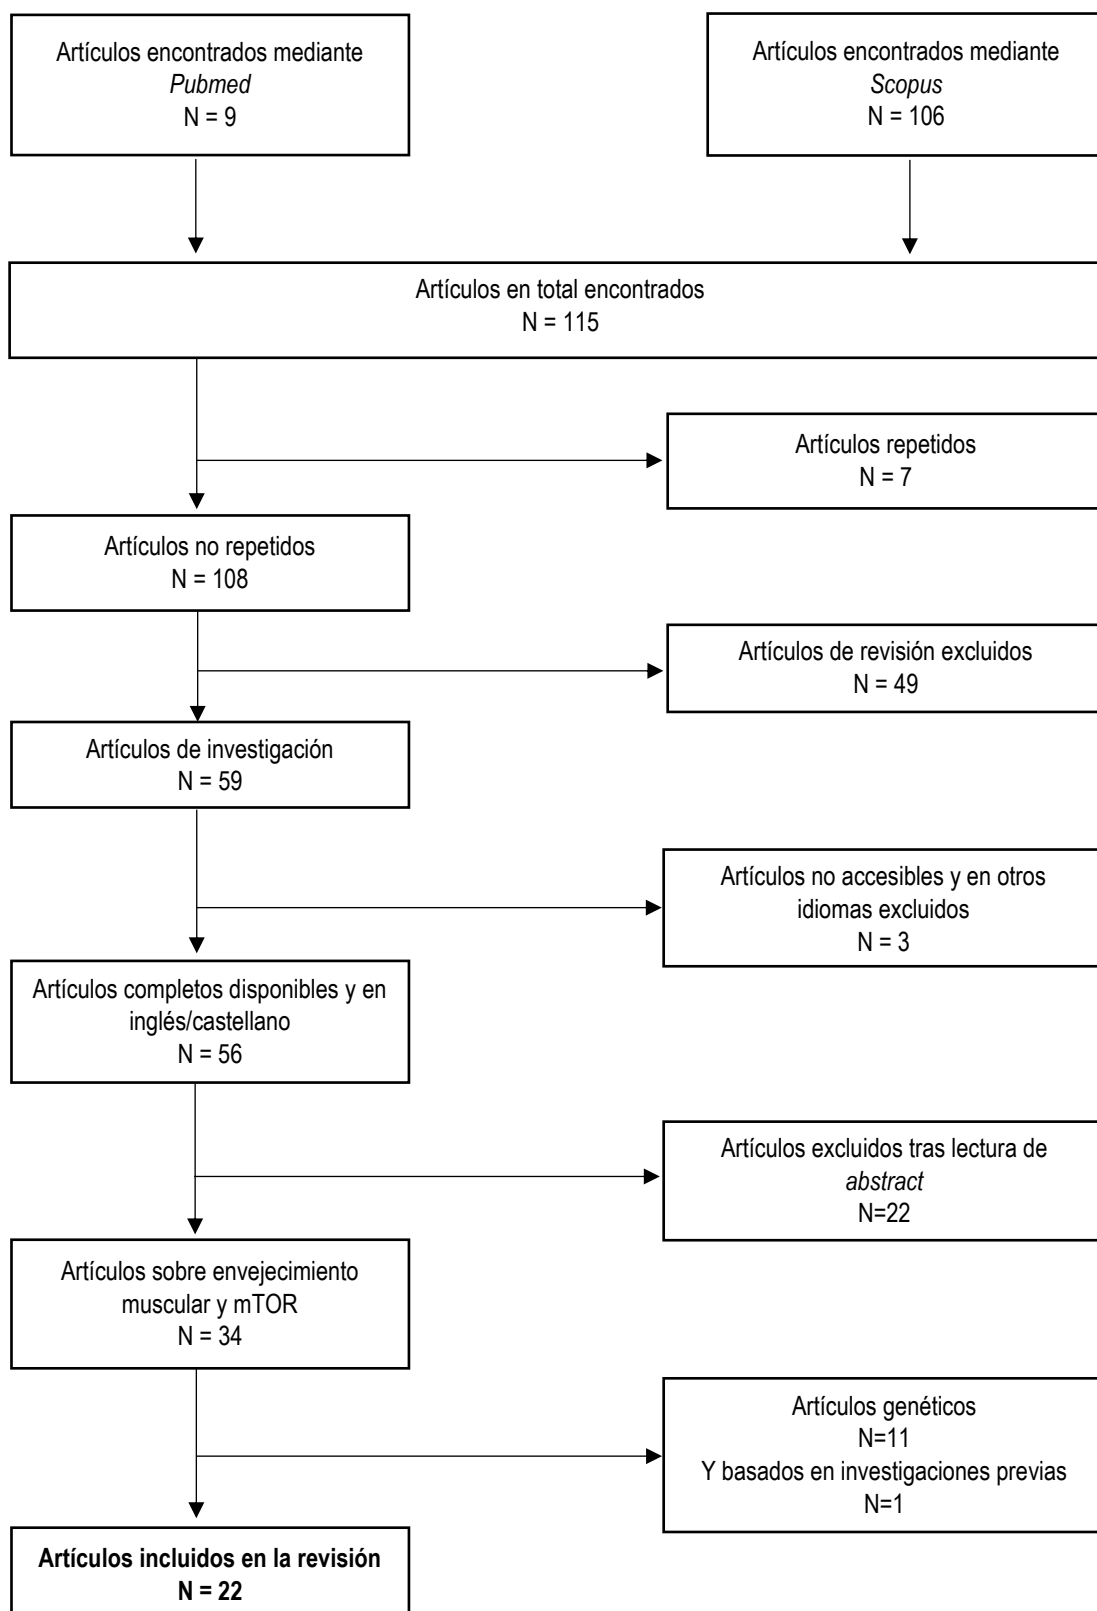 Artículos encontrados mediante
Pubmed
N = 9
Artículos encontrados mediante
Scopus
N = 106
Artículos en total encontrados
N = 115
Artículos repetidos
N = 7
Artículos no repetidos
N = 108
Artículos de revisión excluidos
N = 49
Artículos de investigación
N = 59
Artículos no accesibles y en otros
idiomas excluidos
N = 3
Artículos completos disponibles y en
inglés/castellano
N = 56
Artículos excluidos tras lectura de
abstract
N=22
Artículos sobre envejecimiento
muscular y mTOR
N = 34
Artículos genéticos
N=11
Y basados en investigaciones previas
N=1
Artículos incluidos en la revisión
N = 22